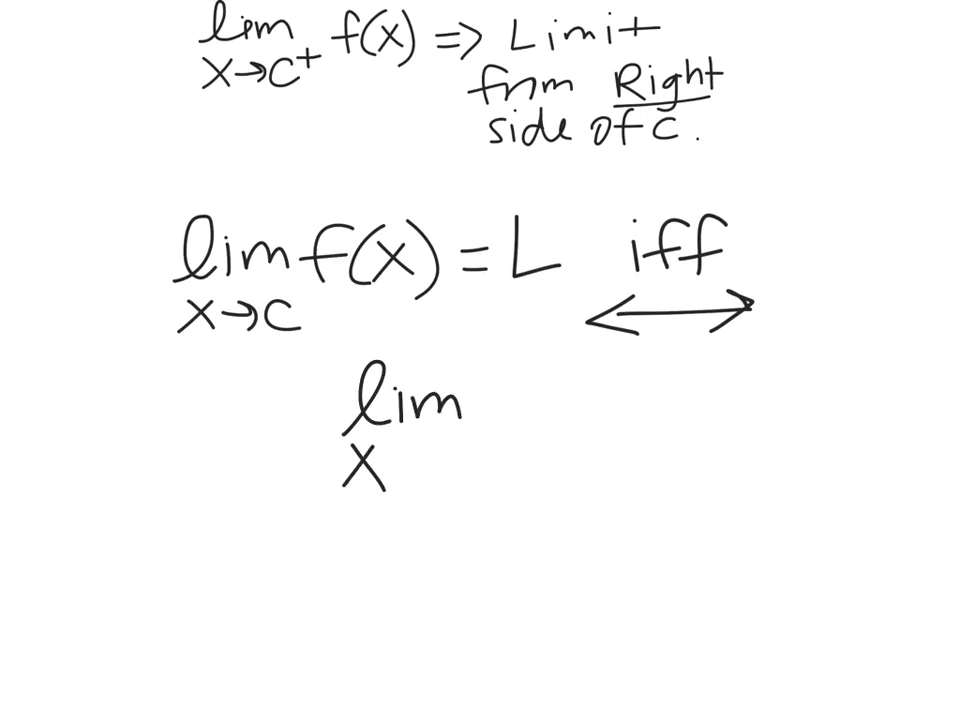 lim f(x) => Limit
x→c+ from Right
side of c.
lim f(x) = L iff
x→c ⟷
lim
x